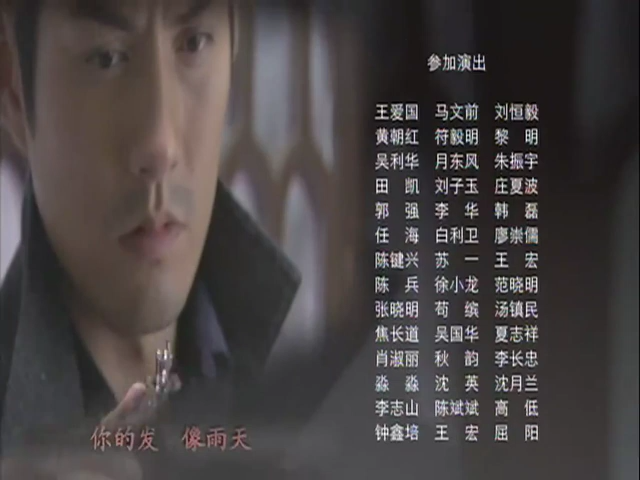 参加演出
王爱国 马文前 刘恒毅
黄朝红 符毅明 黎 明
吴利华 月东风 朱振宇
田 凯 刘子玉 庄夏波
郭 强 李 华 韩 磊
任 海 白利卫 廖崇儒
陈键兴 苏 一 王 宏
陈 兵 徐小龙 范晓明
张晓明 苟 缤 汤镇民
焦长道 吴国华 夏志祥
肖淑丽 秋 韵 李长忠
淼 淼 沈 英 沈月兰
李志山 陈斌斌 高 低
钟鑫培 王 宏 屈 阳
你的发 像雨天